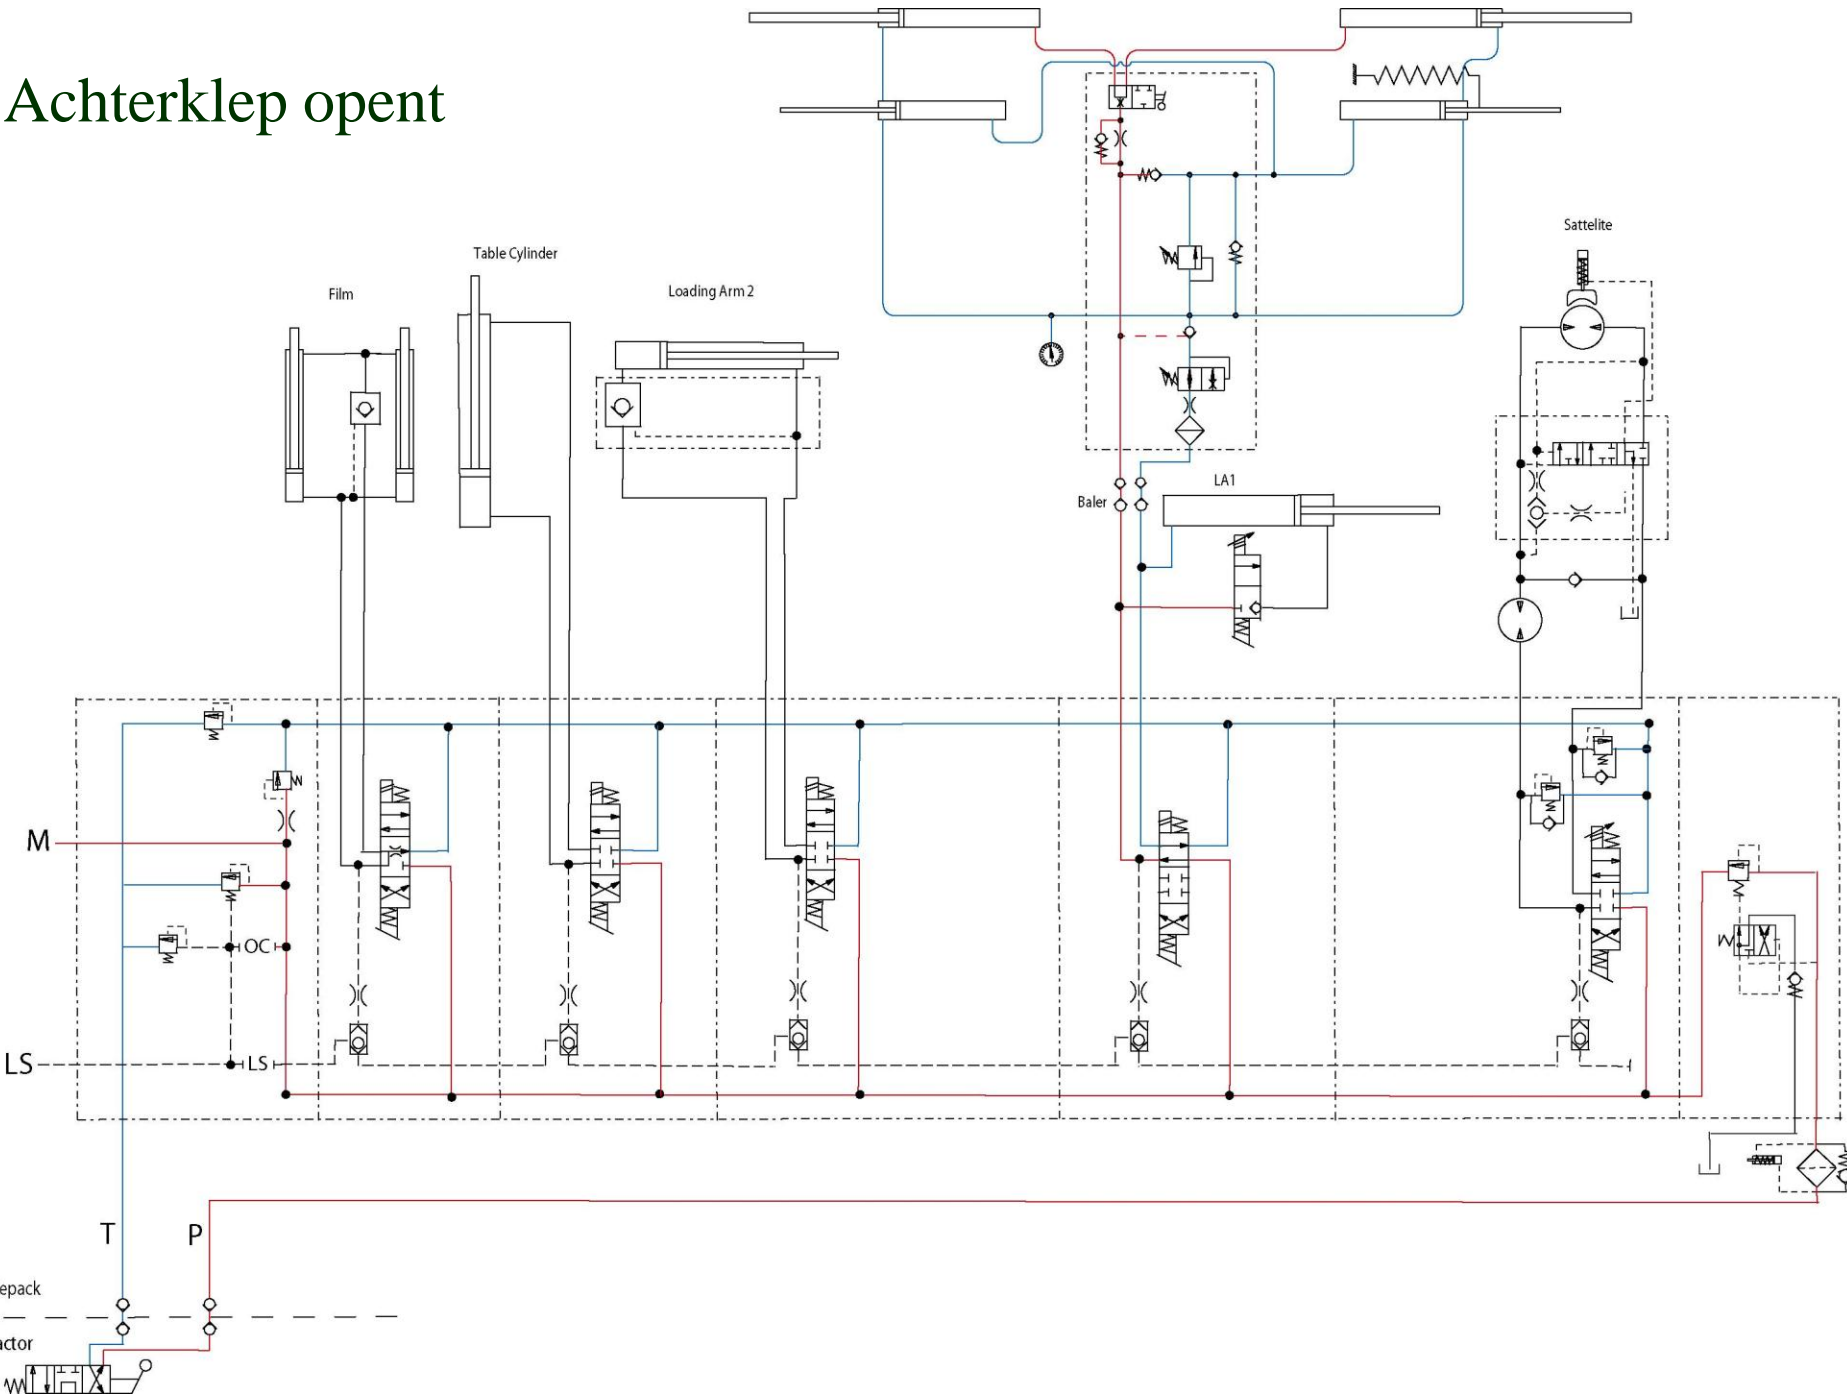 Achterklep opent
Sattelite
Table Cylinder
Film
Loading Arm 2
LA1
Baler
M
OC
LS
LS
T
P
epack
actor